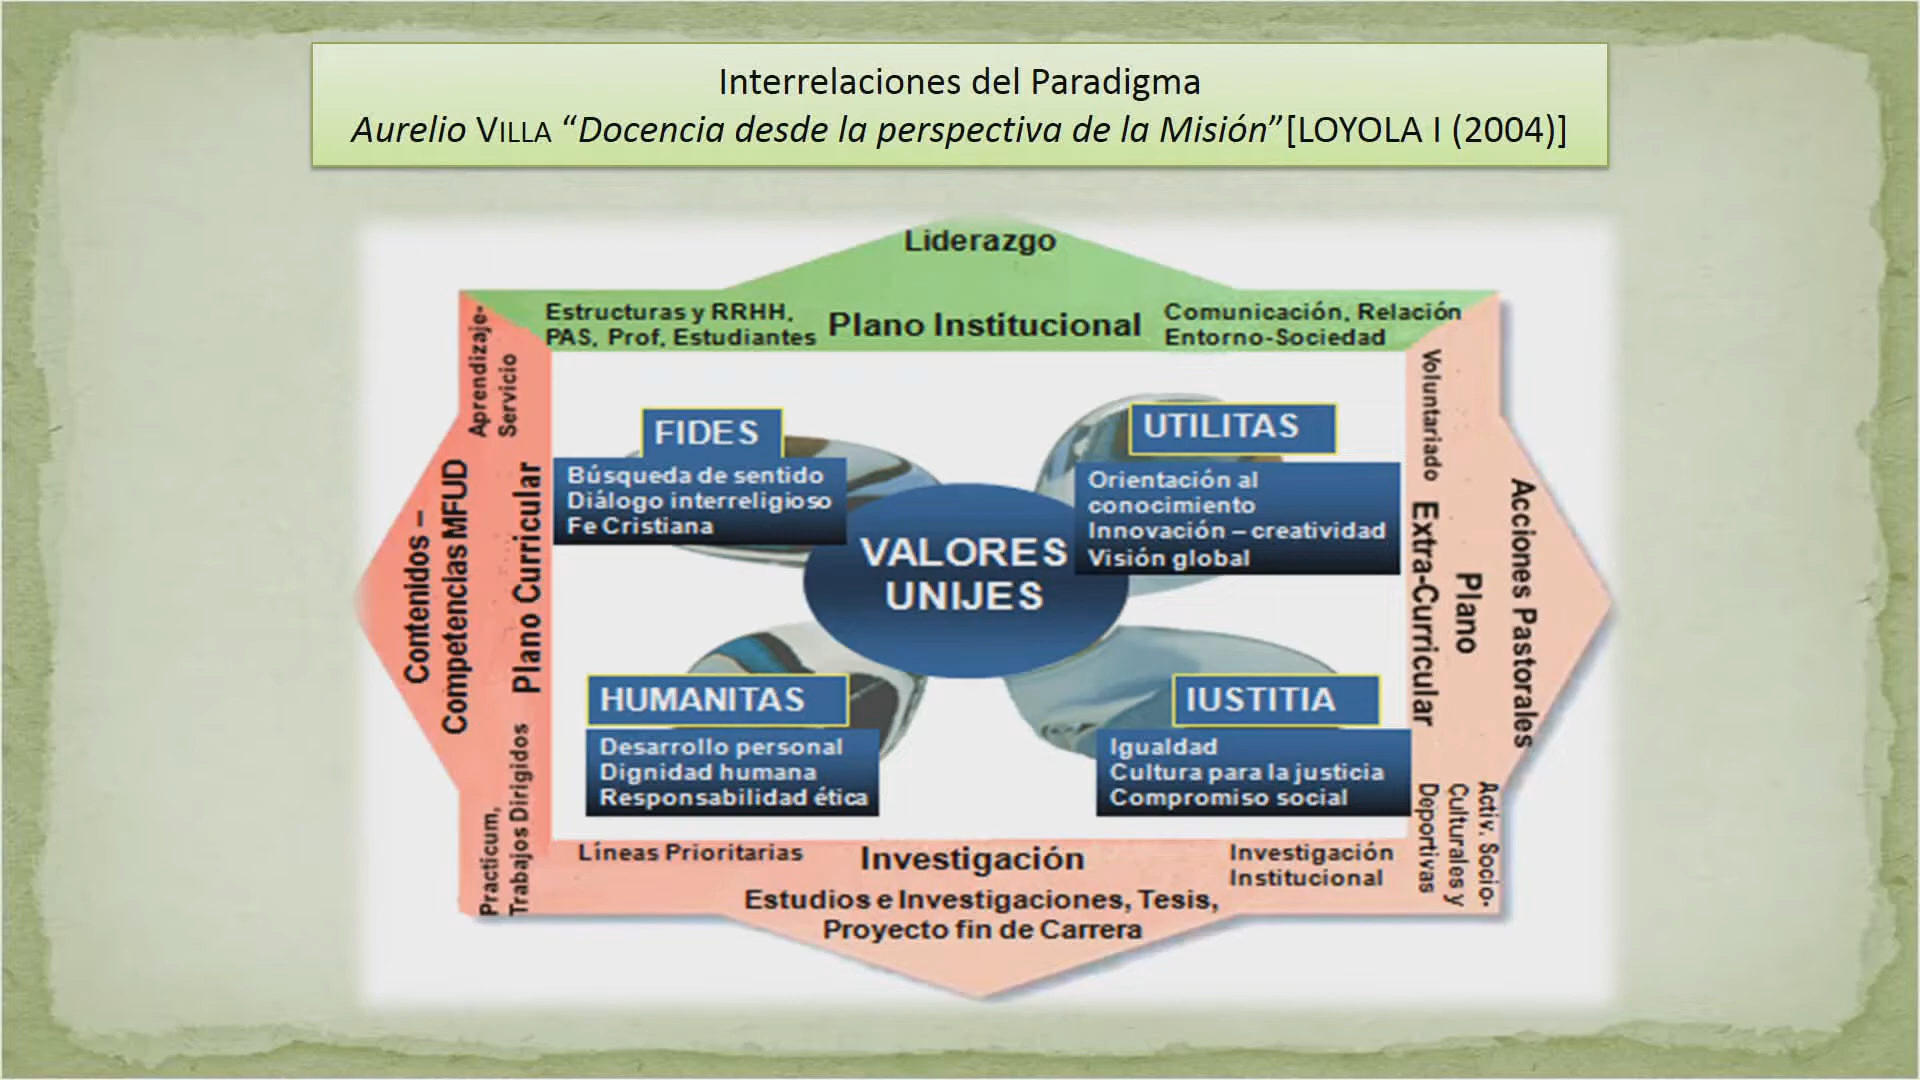 Interrelaciones del Paradigma
Aurelio VILLA “Docencia desde la perspectiva de la Misión”[LOYOLA I (2004)]
Liderazgo
Estructuras y RRHH,
PAS, Prof, Estudiantes
Plano Institucional
Comunicación, Relación
Entorno-Sociedad
Aprendizaje-
Servicio
Contenidos –
Competencias MFUD
Plano Curricular
Practicum,
Trabajos Dirigidos
FIDES
Búsqueda de sentido
Diálogo interreligioso
Fe Cristiana
UTILITAS
Orientación al
conocimiento
Innovación – creatividad
Visión global
VALORES
UNIJES
HUMANITAS
Desarrollo personal
Dignidad humana
Responsabilidad ética
IUSTITIA
Igualdad
Cultura para la justicia
Compromiso social
Voluntariado
Plano
Extra-Curricular
Acciones Pastorales
Activ. Socio-
Culturales y
Deportivas
Líneas Prioritarias
Investigación
Investigación
Institucional
Estudios e Investigaciones, Tesis,
Proyecto fin de Carrera